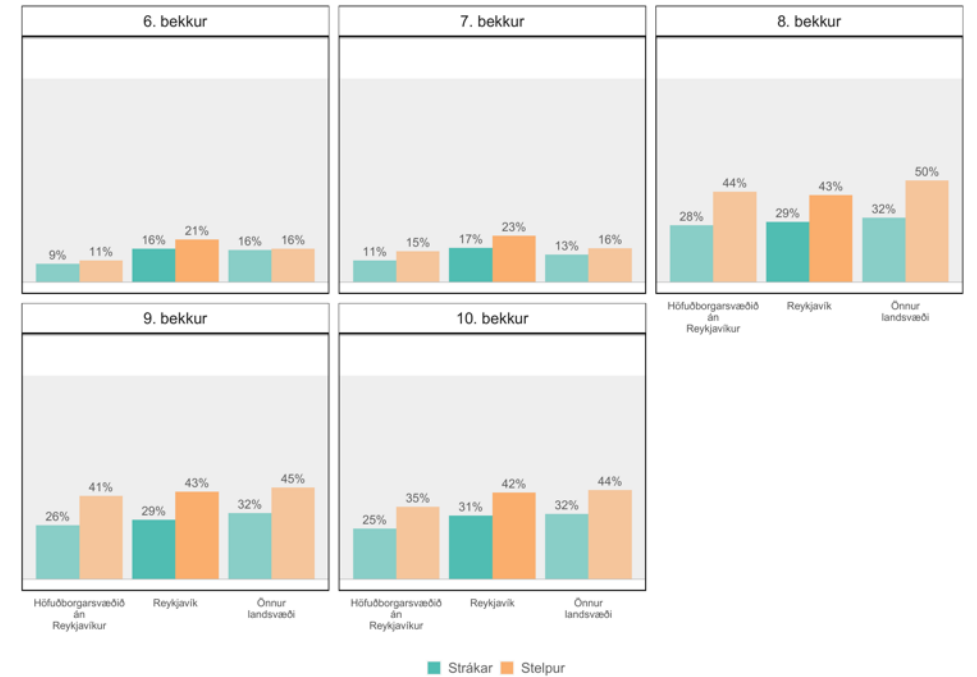 6. bekkur
9%
11%
16%
21%
16%
16%
7. bekkur
11%
15%
17%
23%
13%
16%
8. bekkur
28%
44%
29%
43%
32%
50%
Höfuðborgarsvæðið
án
Reykjavíkur
Reykjavík
Önnur
landsvæði
9. bekkur
26%
41%
29%
43%
32%
45%
Höfuðborgarsvæðið
án
Reykjavíkur
Reykjavík
Önnur
landsvæði
10. bekkur
25%
35%
31%
42%
32%
44%
Höfuðborgarsvæðið
án
Reykjavíkur
Reykjavík
Önnur
landsvæði
Strákar
Stelpur